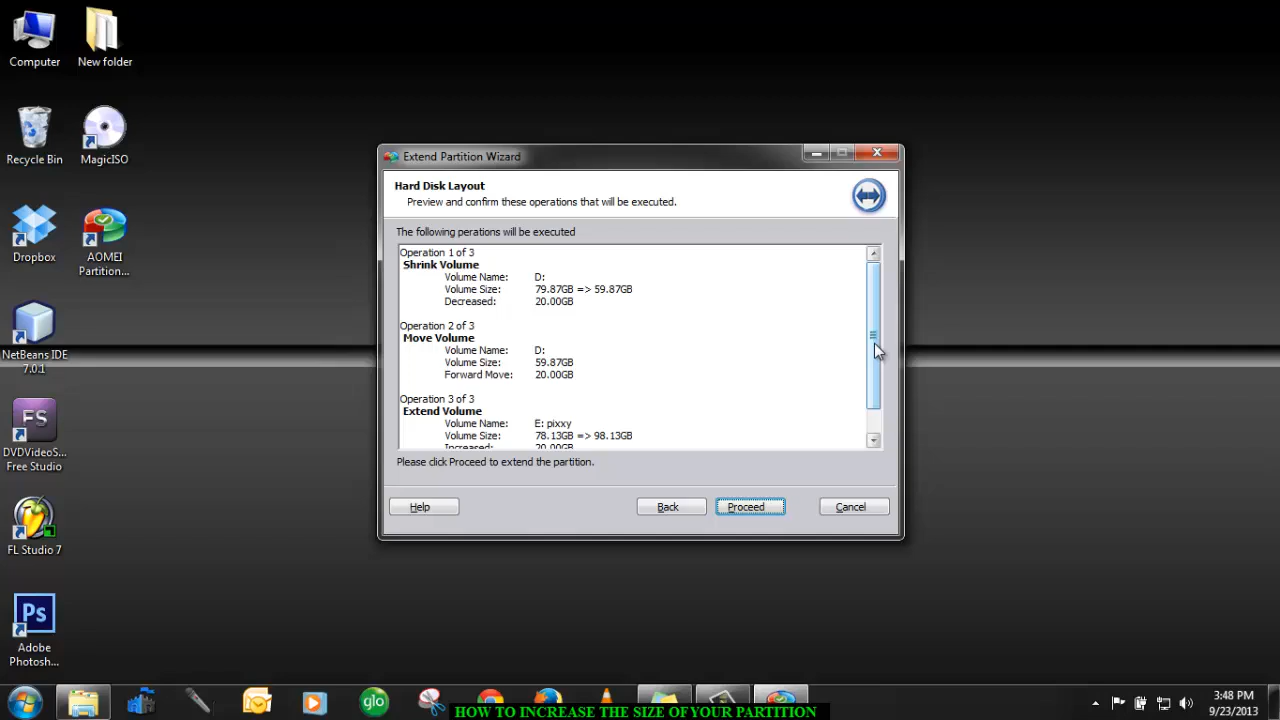 Computer
New folder
Recycle Bin
MagicISO
Dropbox
AOMEI
Partition...
NetBeans IDE
7.0.1
FS
DVDVideoS...
Free Studio
FL Studio 7
Ps
Adobe
Photosh...
Extend Partition Wizard
Hard Disk Layout
Preview and confirm these operations that will be executed.
The following perations will be executed
Operation 1 of 3
Shrink Volume
Volume Name: D:
Volume Size: 79.87GB => 59.87GB
Decreased: 20.00GB
Operation 2 of 3
Move Volume
Volume Name: D:
Volume Size: 59.87GB
Forward Move: 20.00GB
Operation 3 of 3
Extend Volume
Volume Name: E: pixxy
Volume Size: 78.13GB => 98.13GB
Increased: 20.00GB
Please click Proceed to extend the partition.
Help
Back
Proceed
Cancel
glo
3:48 PM
9/23/2013
HOW TO INCREASE THE SIZE OF YOUR PARTITION